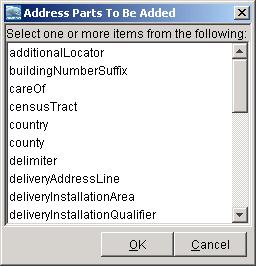 Address Parts To Be Added
Select one or more items from the following:
additionalLocator
buildingNumberSuffix
careOf
censusTract
country
county
delimiter
deliveryAddressLine
deliveryInstallationArea
deliveryInstallationQualifier
OK Cancel